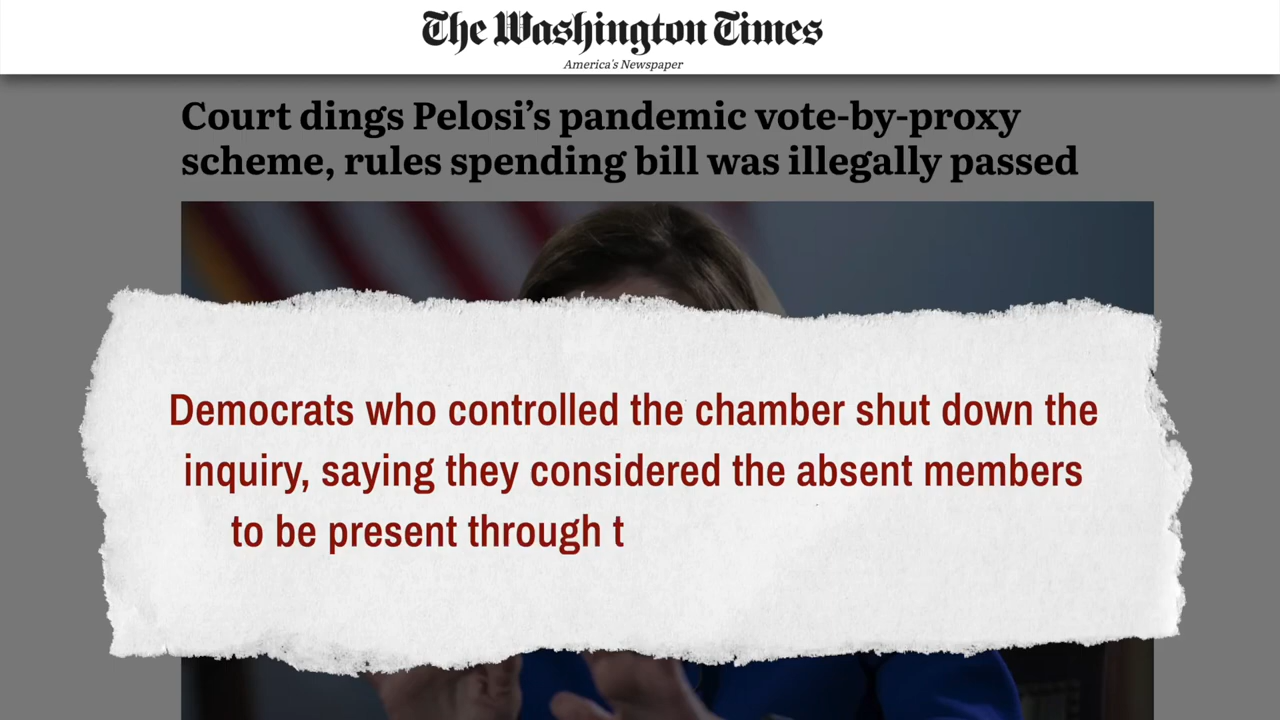 The Washington Times
America's Newspaper
Court dings Pelosi’s pandemic vote-by-proxy
scheme, rules spending bill was illegally passed
Democrats who controlled the chamber shut down the
inquiry, saying they considered the absent members
to be present through t